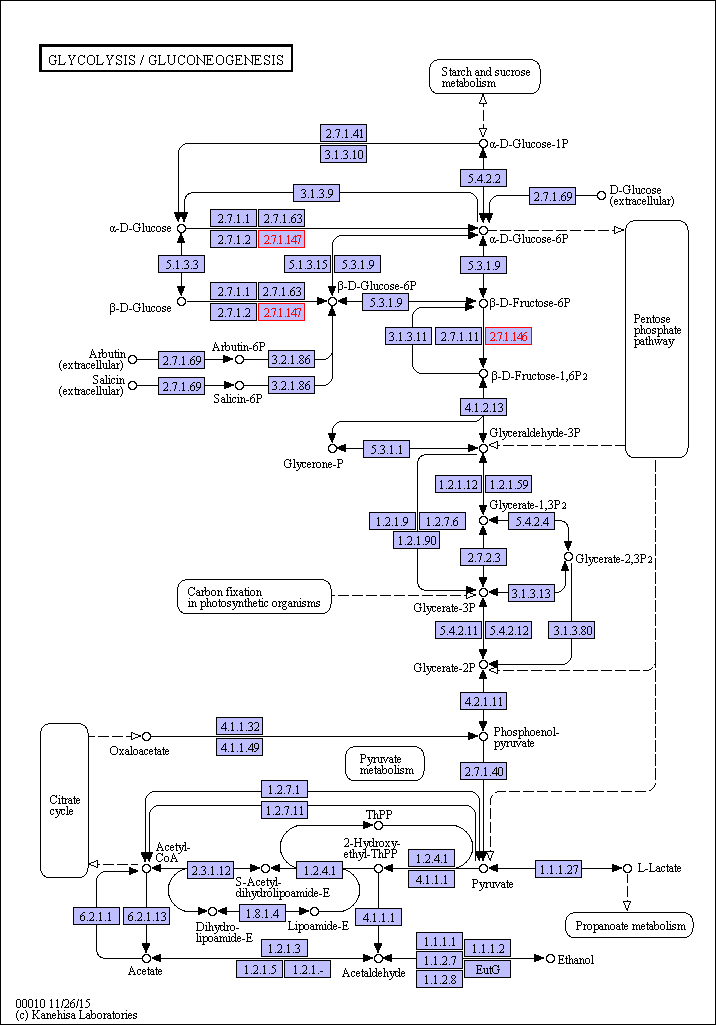 GLYCOLYSIS / GLUCONEOGENESIS
Starch and sucrose
metabolism
2.7.1.41
3.1.3.10
α-D-Glucose-1P
5.4.2.2
3.1.3.9
2.7.1.69
D-Glucose
(extracellular)
α-D-Glucose
2.7.1.1
2.7.1.63
2.7.1.2
2.7.1.147
α-D-Glucose-6P
5.1.3.3
5.1.3.15
5.3.1.9
5.3.1.9
β-D-Glucose
2.7.1.1
2.7.1.63
2.7.1.2
2.7.1.147
β-D-Glucose-6P
5.3.1.9
β-D-Fructose-6P
Pentose
phosphate
pathway
3.1.3.11
2.7.1.11
2.7.1.146
Arbutin
(extracellular)
2.7.1.69
Arbutin-6P
3.2.1.86
Salicin
(extracellular)
2.7.1.69
Salicin-6P
3.2.1.86
β-D-Fructose-1,6P2
4.1.2.13
Glyceraldehyde-3P
Glycerone-P
5.3.1.1
1.2.1.12
1.2.1.59
Glycerate-1,3P2
1.2.1.9
1.2.7.6
1.2.1.90
5.4.2.4
2.7.2.3
Glycerate-2,3P2
Carbon fixation
in photosynthetic organisms
3.1.3.13
Glycerate-3P
5.4.2.11
5.4.2.12
3.1.3.80
Glycerate-2P
4.2.1.11
Oxaloacetate
4.1.1.32
4.1.1.49
Phosphoenol-
pyruvate
Pyruvate
metabolism
2.7.1.40
Citrate
cycle
1.2.7.1
1.2.7.11
ThPP
Acetyl-
CoA
2-Hydroxy-
ethyl-ThPP
2.3.1.12
S-Acetyl-
dihydrolipoamide-E
1.2.4.1
1.2.4.1
4.1.1.1
Pyruvate
1.1.1.27
L-Lactate
6.2.1.1
6.2.1.13
Dihydro-
lipoamide-E
1.8.1.4
Lipoamide-E
4.1.1.1
Propanoate metabolism
Acetate
1.2.1.3
1.2.1.5
1.2.1.-
Acetaldehyde
1.1.1.1
1.1.1.2
1.1.2.7
EutG
1.1.2.8
Ethanol
00010 11/26/15
(c) Kanehisa Laboratories